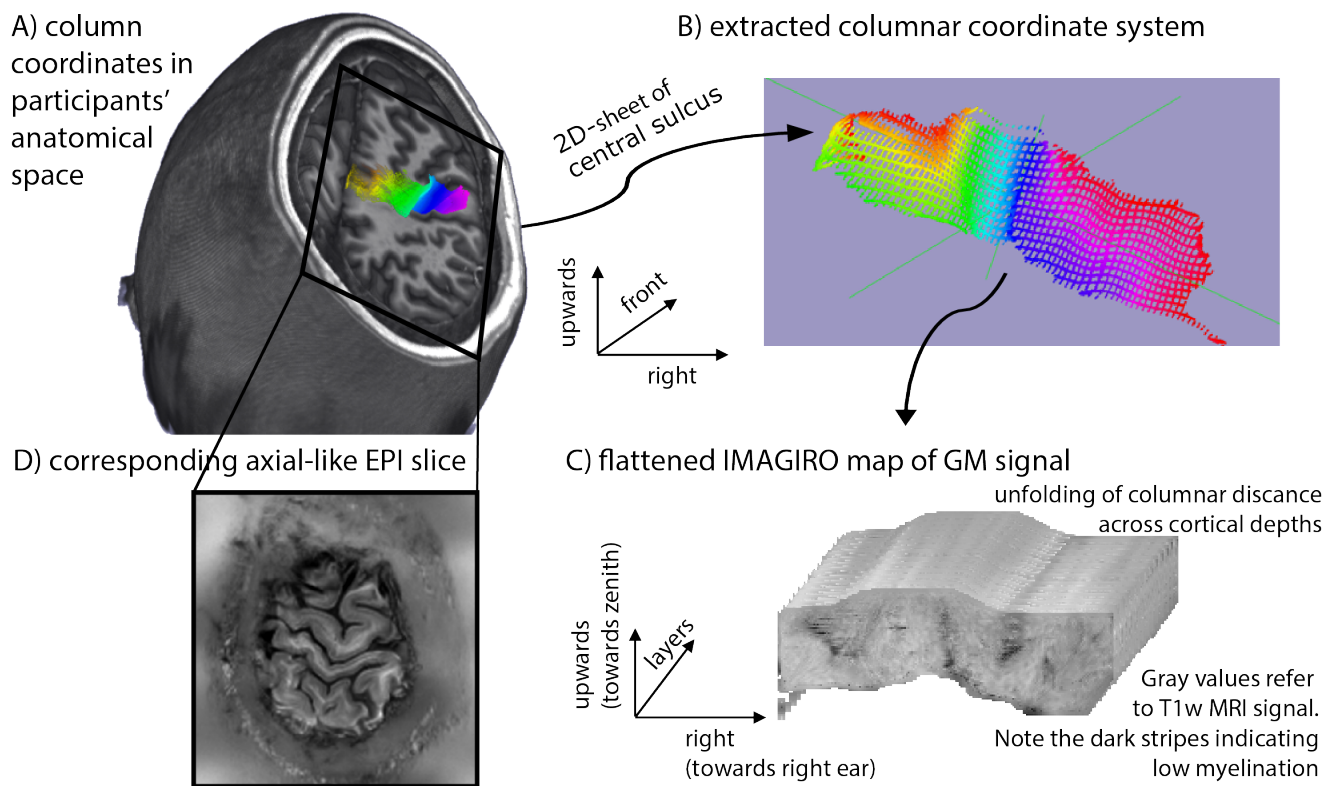 A) column
coordinates in
participants’
anatomical
space
B) extracted columnar coordinate system
2D-sheet of
central sulcus
upwards
front
right
D) corresponding axial-like EPI slice
C) flattened IMAGIRO map of GM signal
unfolding of columnar discance
across cortical depths
upwards
(towards zenith)
layers
right
(towards right ear)
Gray values refer
to T1w MRI signal.
Note the dark stripes indicating
low myelination